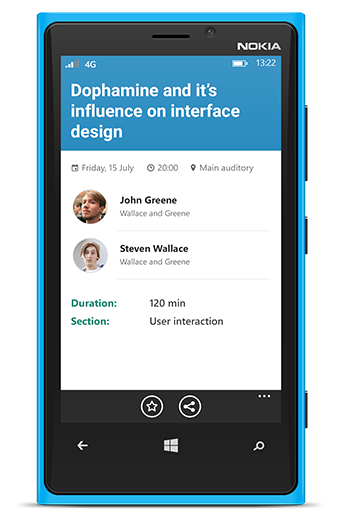 NOKIA
4G 13:22
Dophamine and it's
influence on interface
design
Friday, 15 July 20:00 Main auditory
John Greene
Wallace and Greene
Steven Wallace
Wallace and Greene
Duration: 120 min
Section: User interaction